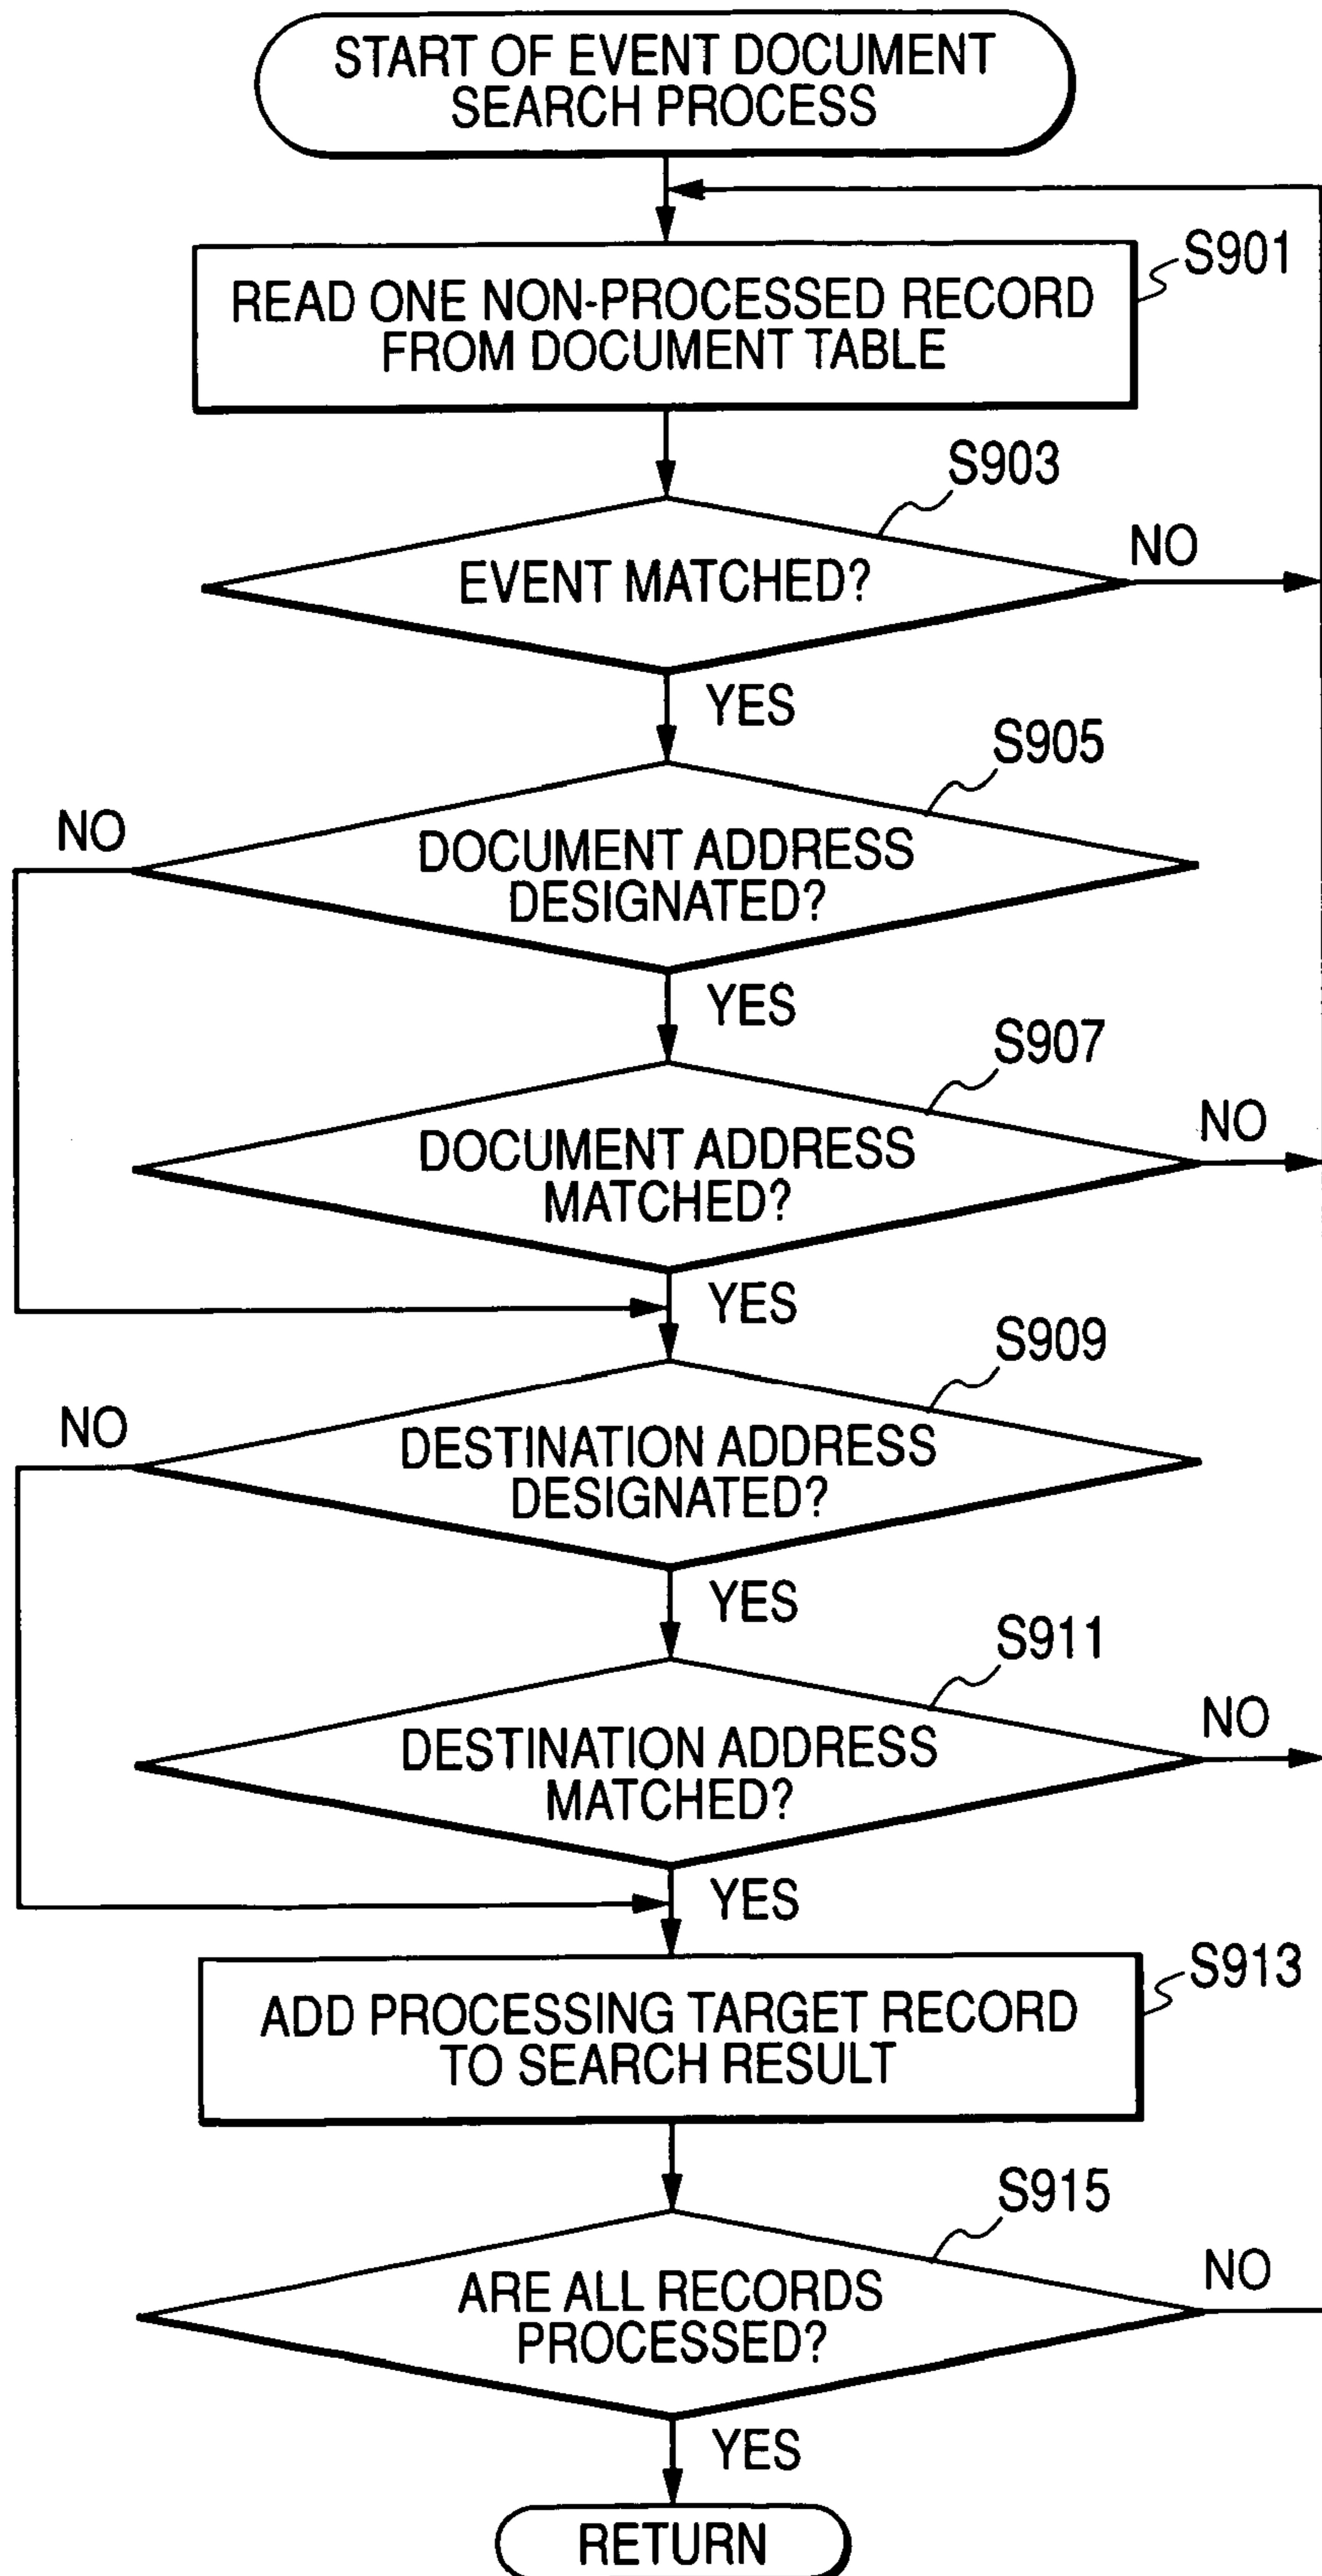 START OF EVENT DOCUMENT
SEARCH PROCESS
S901
READ ONE NON-PROCESSED RECORD
FROM DOCUMENT TABLE
S903
NO
EVENT MATCHED?
YES
S905
NO
DOCUMENT ADDRESS
DESIGNATED?
YES
S907
NO
DOCUMENT ADDRESS
MATCHED?
YES
S909
NO
DESTINATION ADDRESS
DESIGNATED?
YES
S911
NO
DESTINATION ADDRESS
MATCHED?
YES
S913
ADD PROCESSING TARGET RECORD
TO SEARCH RESULT
S915
NO
ARE ALL RECORDS
PROCESSED?
YES
RETURN